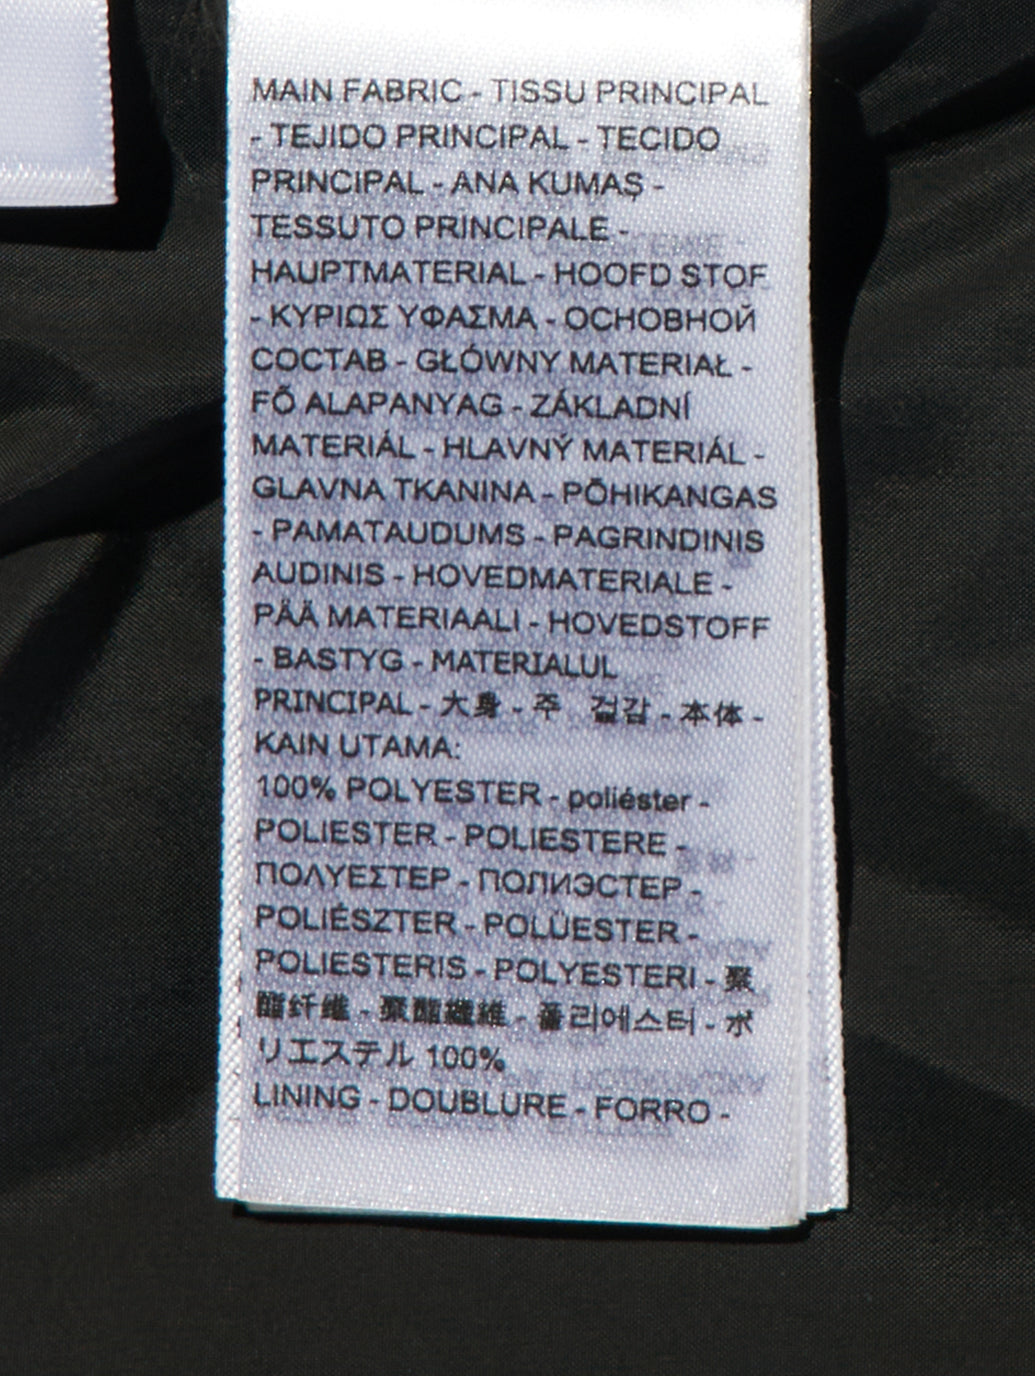 MAIN FABRIC - TISSU PRINCIPAL
- TEJIDO PRINCIPAL - TECIDO
PRINCIPAL - ANA KUMAŞ -
TESSUTO PRINCIPALE -
HAUPTMATERIAL - HOOFD STOF
- ΚΥΡΙΩΣ ΥΦΑΣΜΑ - ОСНОВНОЙ
СОСТАВ - GŁÓWNY MATERIAŁ -
FŐ ALAPANYAG - ZÁKLADNÍ
MATERIÁL - HLAVNÝ MATERIÁL -
GLAVNA TKANINA - PÕHIKANGAS
- PAMATAUDUMS - PAGRINDINIS
AUDINIS - HOVEDMATERIALE -
PÄÄ MATERIAALI - HOVEDSTOFF
- BASTYG - MATERIALUL
PRINCIPAL - 大身 - 주 겉감 - 本体 -
KAIN UTAMA:
100% POLYESTER - poliéster -
POLIESTER - POLIESTERE -
ΠΟΛΥΕΣΤΕΡ - ПОЛИЭСТЕР -
POLIÉSZTER - POLÜESTER -
POLIESTERIS - POLYESTERI - 聚
酯纤维 - 聚酯纖維 - 폴리에스터 - ポ
リエステル 100%
LINING - DOUBLURE - FORRO -